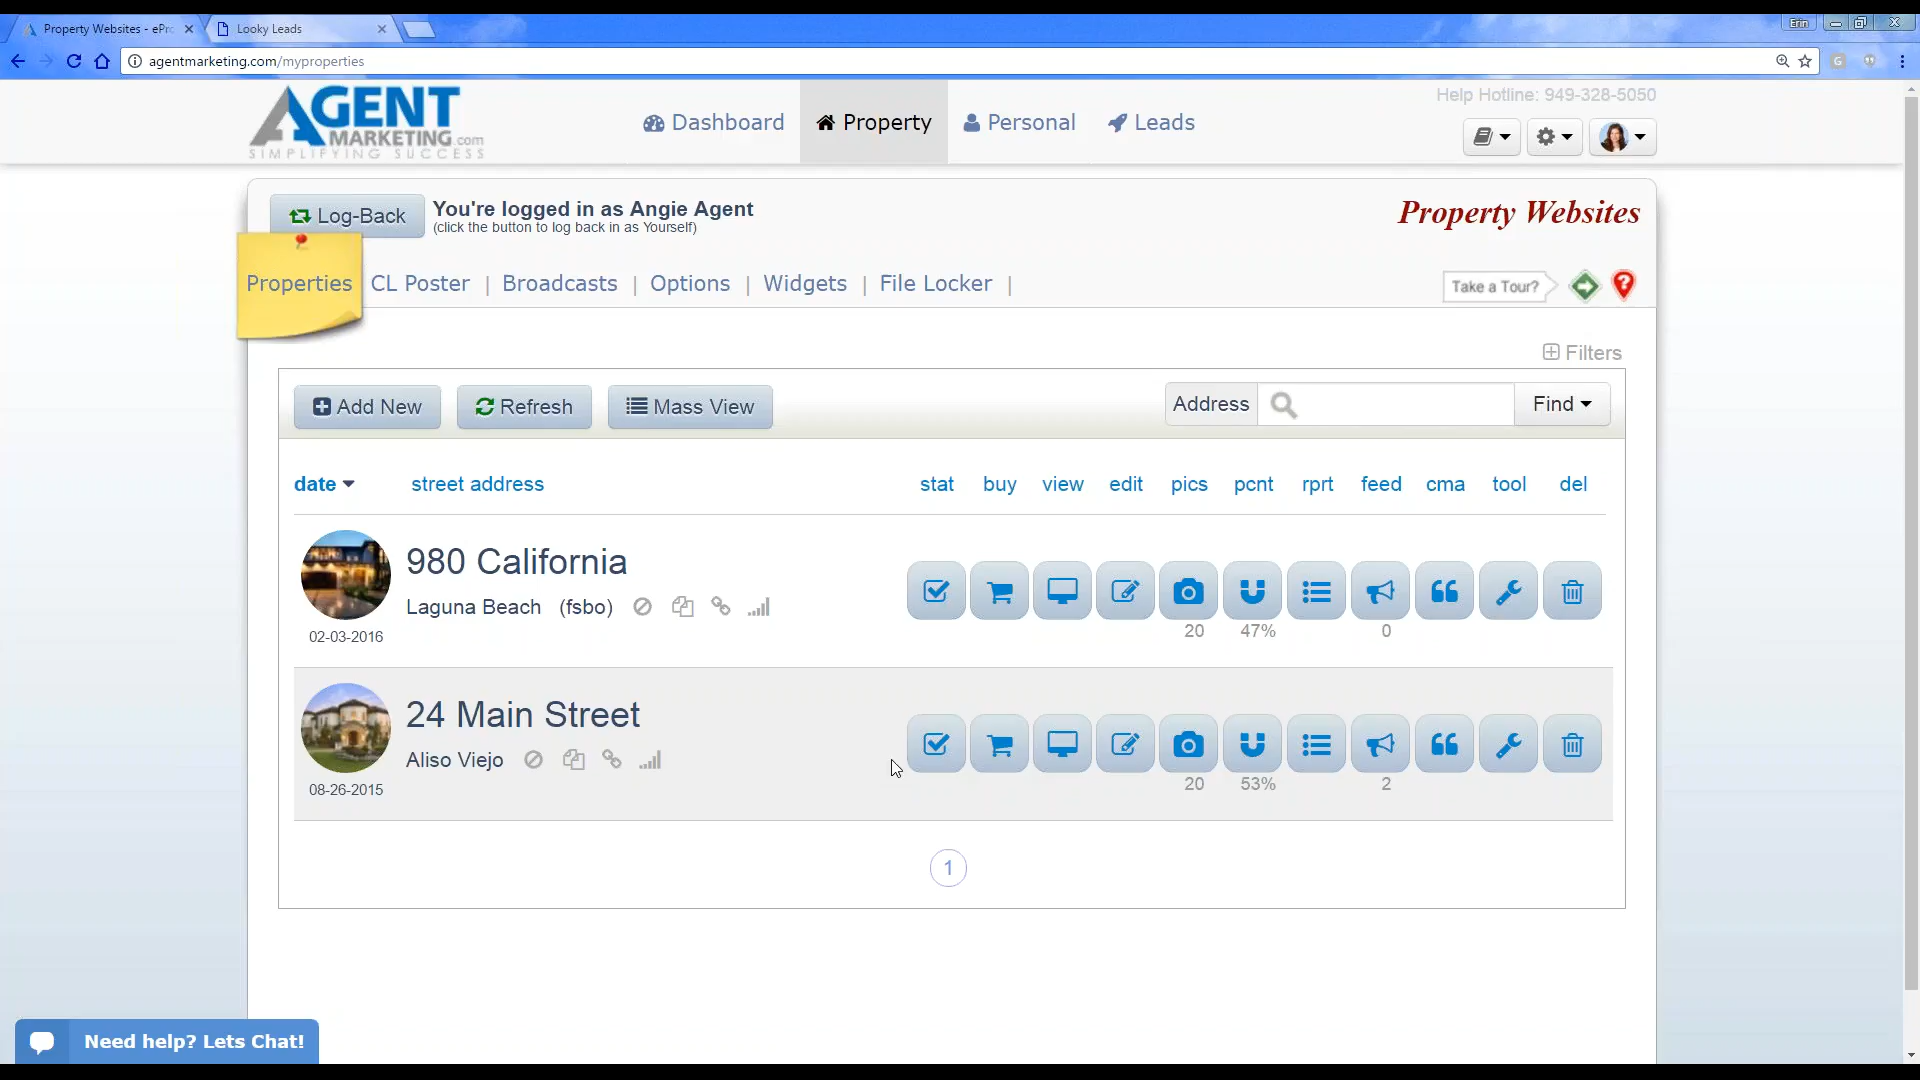 Property Websites - ePro
Looky Leads
Erin
agentmarketing.com/myproperties
AGENT
MARKETING.com
SIMPLIFYING SUCCESS
Dashboard
Property
Personal
Leads
Help Hotline: 949-328-5050
Log-Back
You're logged in as Angie Agent
(click the button to log back in as Yourself)
Property Websites
Properties
CL Poster | Broadcasts | Options | Widgets | File Locker |
Take a Tour?
Filters
Add New
Refresh
Mass View
Address
Find
date
street address
stat buy view edit pics pcnt rprt feed cma tool del
980 California
Laguna Beach (fsbo)
02-03-2016
20 47% 0
24 Main Street
Aliso Viejo
08-26-2015
20 53% 2
1
Need help? Lets Chat!